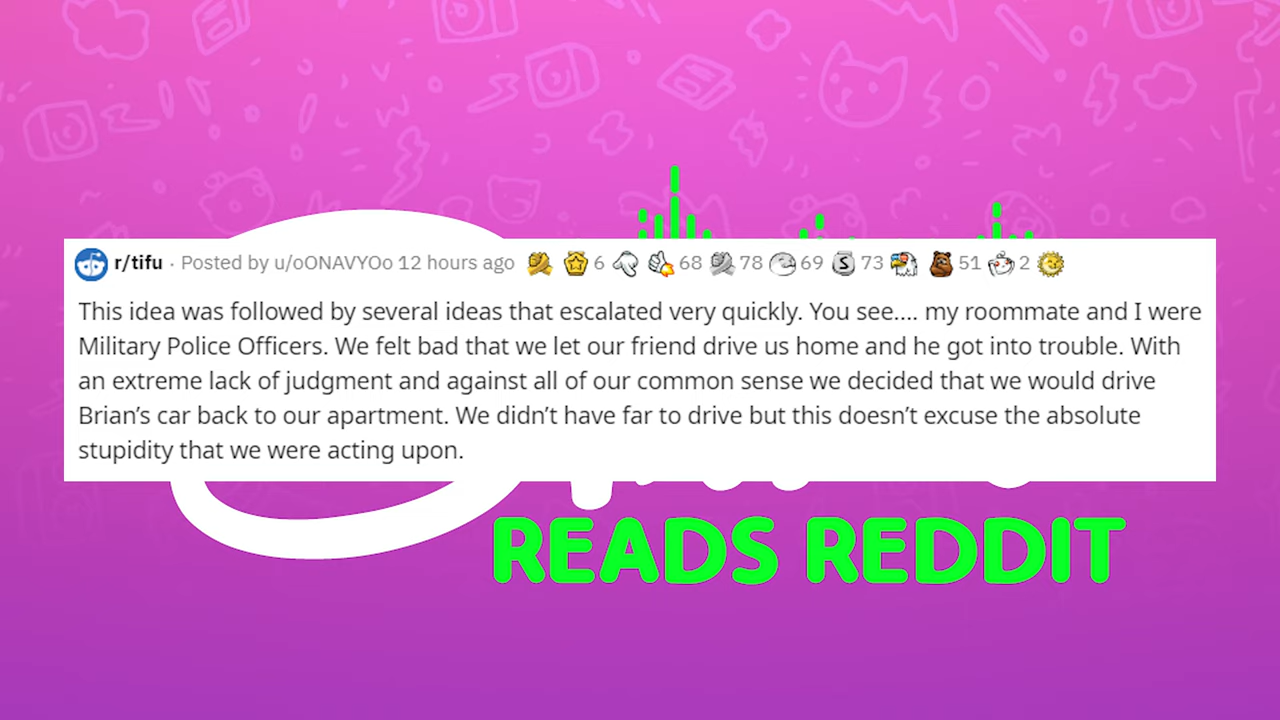 r/tifu · Posted by u/oONAVYOo 12 hours ago 6 68 78 69 S 73 51 2
This idea was followed by several ideas that escalated very quickly. You see.... my roommate and I were
Military Police Officers. We felt bad that we let our friend drive us home and he got into trouble. With
an extreme lack of judgment and against all of our common sense we decided that we would drive
Brian’s car back to our apartment. We didn’t have far to drive but this doesn’t excuse the absolute
stupidity that we were acting upon.
READS REDDIT